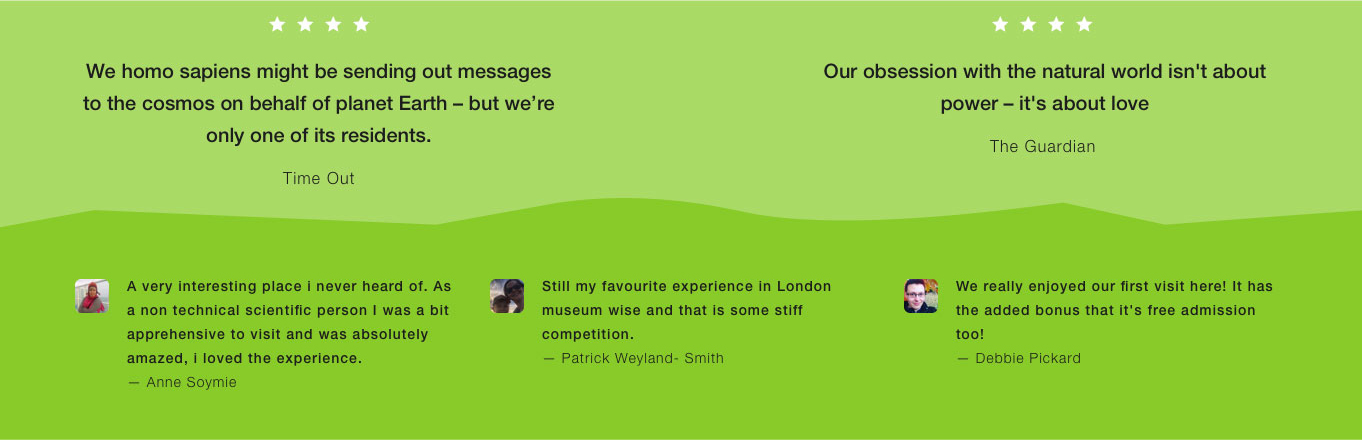 We homo sapiens might be sending out messages
to the cosmos on behalf of planet Earth – but we’re
only one of its residents.
Time Out
Our obsession with the natural world isn't about
power – it's about love
The Guardian
A very interesting place i never heard of. As
a non technical scientific person I was a bit
apprehensive to visit and was absolutely
amazed, i loved the experience.
— Anne Soymie
Still my favourite experience in London
museum wise and that is some stiff
competition.
— Patrick Weyland- Smith
We really enjoyed our first visit here! It has
the added bonus that it's free admission
too!
— Debbie Pickard